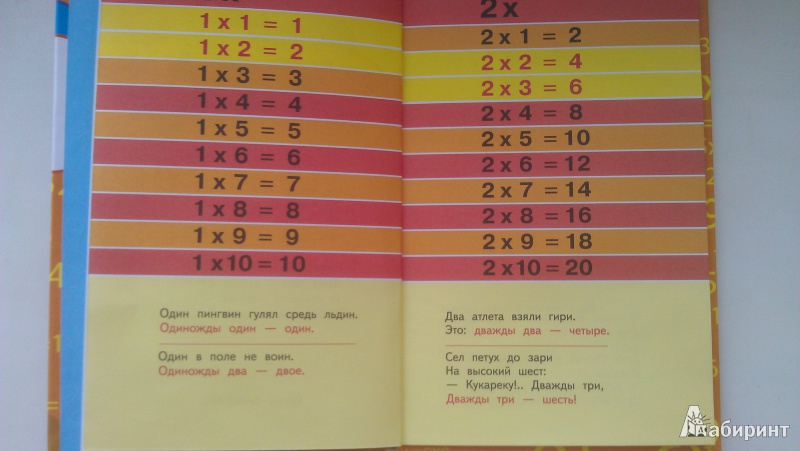 1 x 1 = 1
1 x 2 = 2
1 x 3 = 3
1 x 4 = 4
1 x 5 = 5
1 x 6 = 6
1 x 7 = 7
1 x 8 = 8
1 x 9 = 9
1 x 10 = 10
Один пингвин гулял средь льдин.
Одиножды один — один.
Один в поле не воин.
Одиножды два — двое.
2 x
2 x 1 = 2
2 x 2 = 4
2 x 3 = 6
2 x 4 = 8
2 x 5 = 10
2 x 6 = 12
2 x 7 = 14
2 x 8 = 16
2 x 9 = 18
2 x 10 = 20
Два атлета взяли гири.
Это: дважды два — четыре.
Сел петух до зари
На высокий шест:
— Кукареку!.. Дважды три,
Дважды три — шесть!
Лабиринт